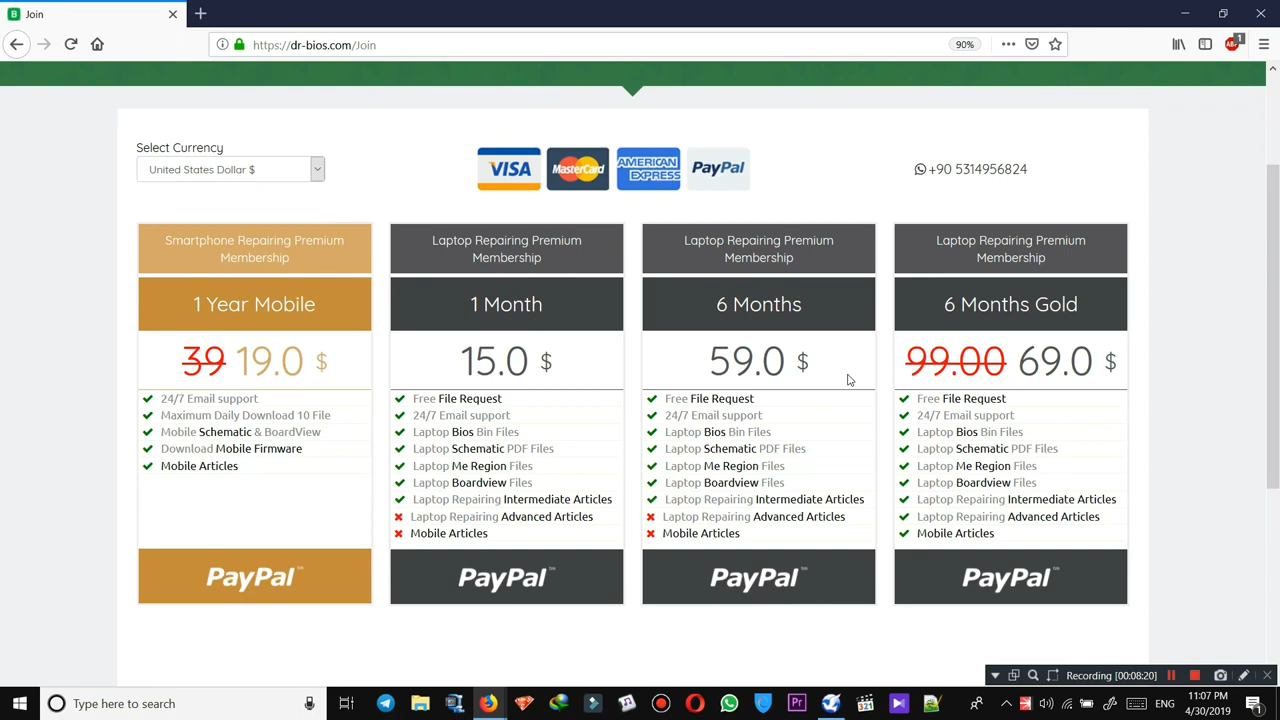 Join
https://dr-bios.com/Join
90%
1
Select Currency
United States Dollar $
VISA
MasterCard
AMERICAN EXPRESS
PayPal
+90 5314956824
Smartphone Repairing Premium
Membership
1 Year Mobile
39 19.0 $
24/7 Email support
Maximum Daily Download 10 File
Mobile Schematic & BoardView
Download Mobile Firmware
Mobile Articles
PayPal™
Laptop Repairing Premium
Membership
1 Month
15.0 $
Free File Request
24/7 Email support
Laptop Bios Bin Files
Laptop Schematic PDF Files
Laptop Me Region Files
Laptop Boardview Files
Laptop Repairing Intermediate Articles
Laptop Repairing Advanced Articles
Mobile Articles
PayPal™
Laptop Repairing Premium
Membership
6 Months
59.0 $
Free File Request
24/7 Email support
Laptop Bios Bin Files
Laptop Schematic PDF Files
Laptop Me Region Files
Laptop Boardview Files
Laptop Repairing Intermediate Articles
Laptop Repairing Advanced Articles
Mobile Articles
PayPal™
Laptop Repairing Premium
Membership
6 Months Gold
99.00 69.0 $
Free File Request
24/7 Email support
Laptop Bios Bin Files
Laptop Schematic PDF Files
Laptop Me Region Files
Laptop Boardview Files
Laptop Repairing Intermediate Articles
Laptop Repairing Advanced Articles
Mobile Articles
PayPal™
Recording [00:08:20]
Type here to search
Pr
321
ENG
11:07 PM
4/30/2019